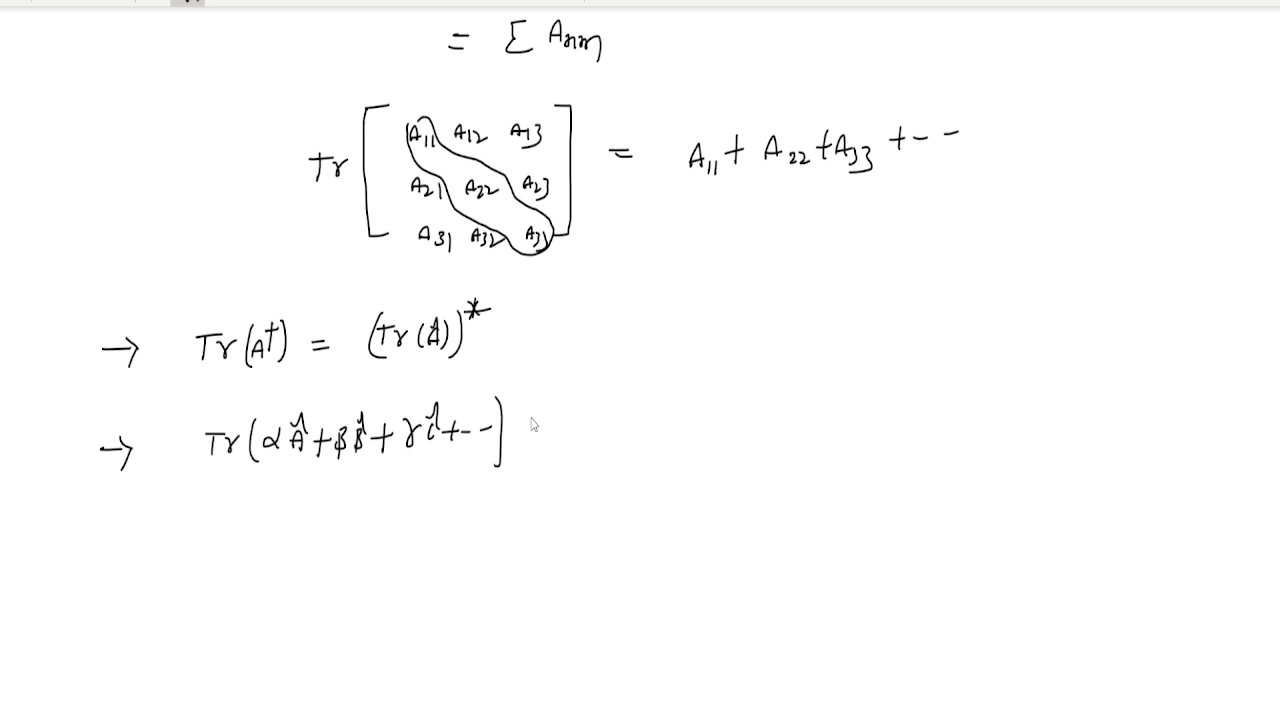 = Σ Ann
Tr [ A11 A12 A13 ] = A11 + A22 + A33 + - -
A21 A22 A23
A31 A32 A33
→ Tr(A†) = (Tr(A))*
→ Tr(αÂ + βB̂ + γĈ + - -)